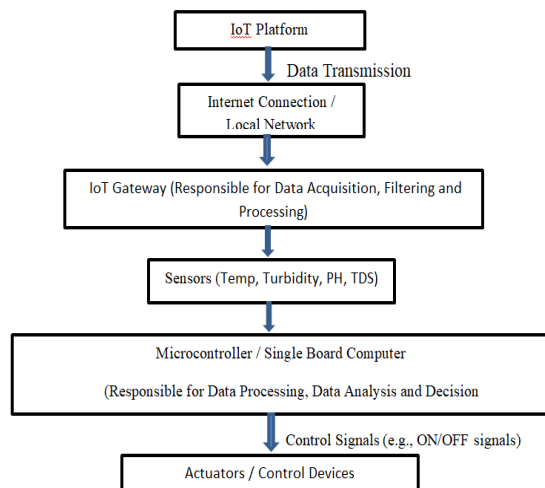 IoT Platform
Data Transmission
Internet Connection /
Local Network
IoT Gateway (Responsible for Data Acquisition, Filtering and
Processing)
Sensors (Temp, Turbidity, PH, TDS)
Microcontroller / Single Board Computer
(Responsible for Data Processing, Data Analysis and Decision
Control Signals (e.g., ON/OFF signals)
Actuators / Control Devices